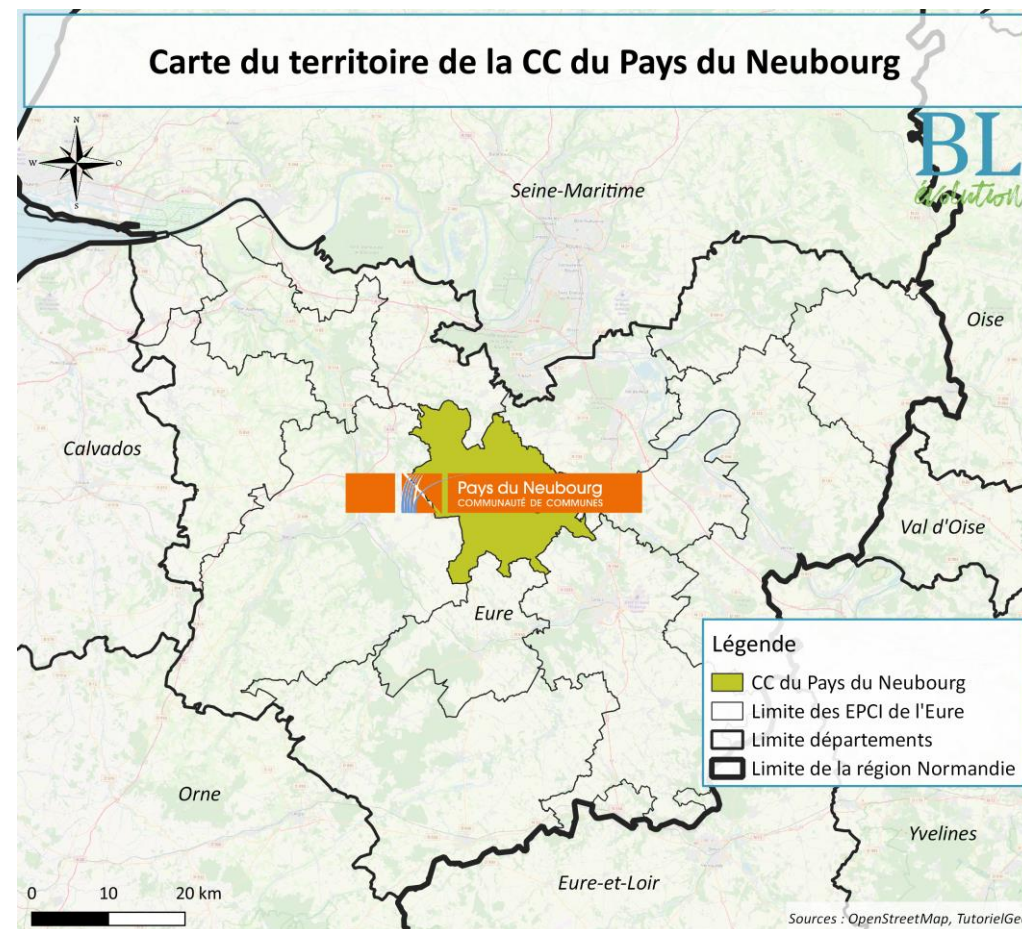 Carte du territoire de la CC du Pays du Neubourg
N
W
O
S
BL
évolution
Seine-Maritime
Oise
Calvados
Pays du Neubourg
COMMUNAUTÉ DE COMMUNES
Val d'Oise
Eure
Légende
CC du Pays du Neubourg
Limite des EPCI de l'Eure
Limite départements
Limite de la région Normandie
Orne
Yvelines
Eure-et-Loir
0 10 20 km
Sources : OpenStreetMap, TutorielGeo